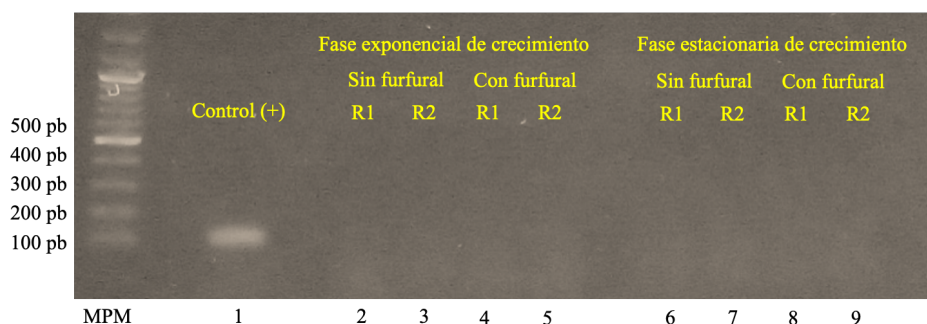 Fase exponencial de crecimiento
Fase estacionaria de crecimiento
Sin furfural
Con furfural
Sin furfural
Con furfural
Control (+)
R1
R2
R1
R2
R1
R2
R1
R2
500 pb
400 pb
300 pb
200 pb
100 pb
MPM
1
2
3
4
5
6
7
8
9